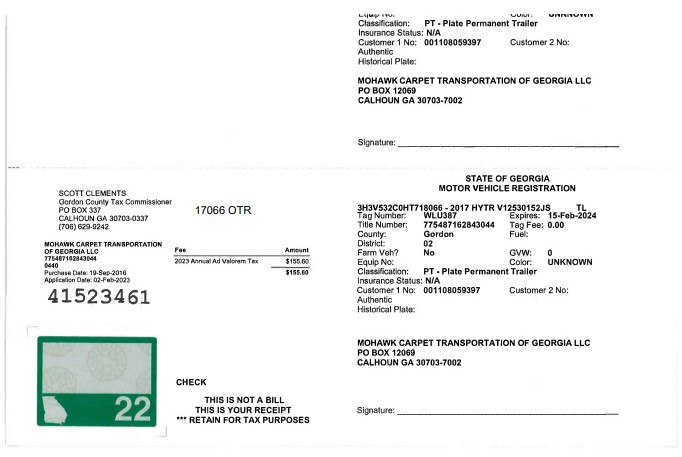 Equip No: Color: UNKNOWN
Classification: PT - Plate Permanent Trailer
Insurance Status: N/A
Customer 1 No: 001108059397 Customer 2 No:
Authentic
Historical Plate:
MOHAWK CARPET TRANSPORTATION OF GEORGIA LLC
PO BOX 12069
CALHOUN GA 30703-7002
Signature:
SCOTT CLEMENTS
Gordon County Tax Commissioner
PO BOX 337
CALHOUN GA 30703-0337
(706) 629-9242
17066 OTR
MOHAWK CARPET TRANSPORTATION
OF GEORGIA LLC
775487162843044
0440
Purchase Date: 19-Sep-2016
Application Date: 02-Feb-2023
41523461
Fee Amount
2023 Annual Ad Valorem Tax $155.60
$155.60
22
CHECK
THIS IS NOT A BILL
THIS IS YOUR RECEIPT
*** RETAIN FOR TAX PURPOSES
STATE OF GEORGIA
MOTOR VEHICLE REGISTRATION
3H3V532C0HT718066 - 2017 HYTR V12530152JS TL
Tag Number: WLU387 Expires: 15-Feb-2024
Title Number: 775487162843044 Tag Fee: 0.00
County: Gordon Fuel:
District: 02
Farm Veh? No GVW: 0
Equip No: Color: UNKNOWN
Classification: PT - Plate Permanent Trailer
Insurance Status: N/A
Customer 1 No: 001108059397 Customer 2 No:
Authentic
Historical Plate:
MOHAWK CARPET TRANSPORTATION OF GEORGIA LLC
PO BOX 12069
CALHOUN GA 30703-7002
Signature: